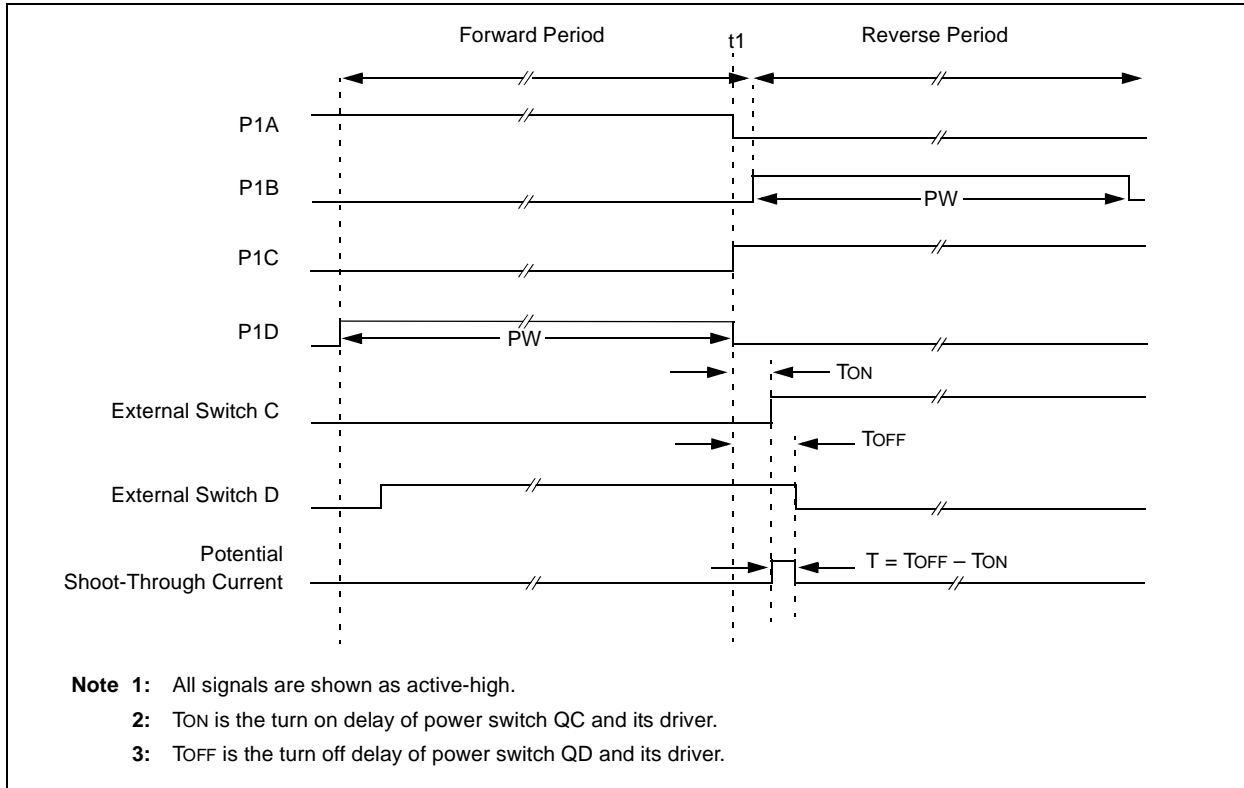 Forward Period
t1
Reverse Period
P1A
P1B
PW
P1C
P1D
PW
TON
External Switch C
TOFF
External Switch D
Potential
Shoot-Through Current
T = TOFF – TON
Note 1: All signals are shown as active-high.
2: TON is the turn on delay of power switch QC and its driver.
3: TOFF is the turn off delay of power switch QD and its driver.